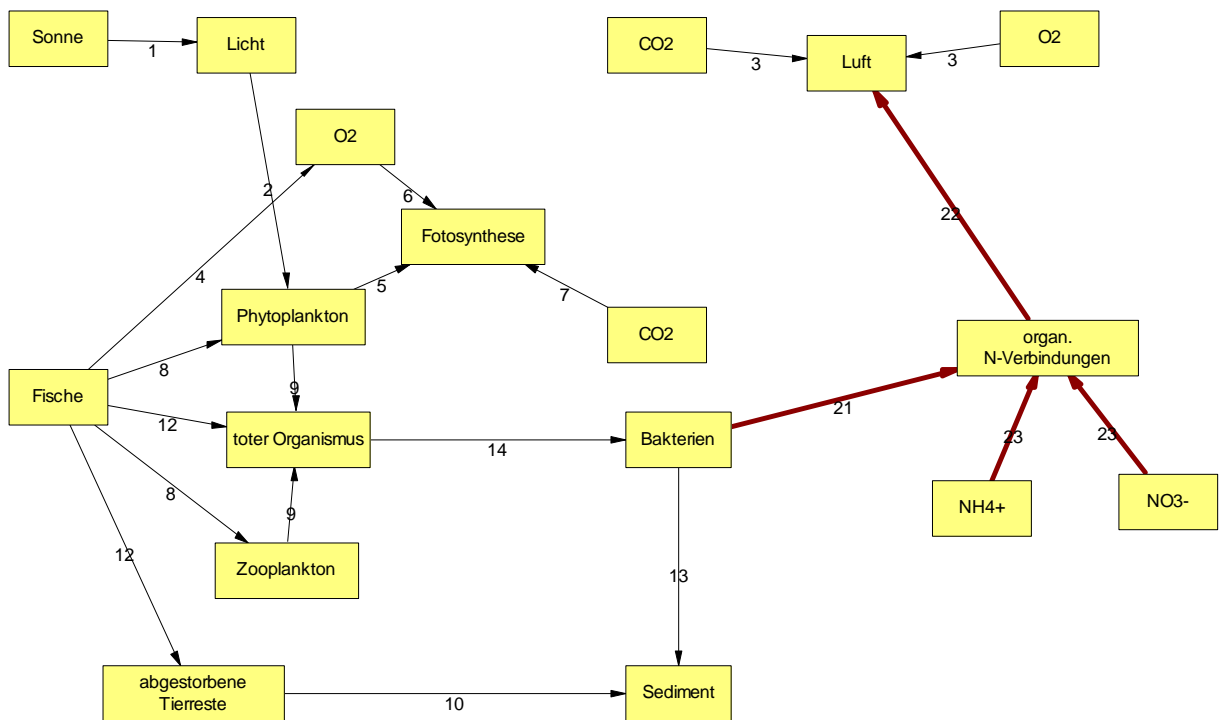 Sonne
1
Licht
CO2
3
Luft
3
O2
O2
2
6
Fotosynthese
4
5
7
22
Phytoplankton
CO2
organ.
N-Verbindungen
8
Fische
9
12
toter Organismus
14
Bakterien
21
23
23
8
9
NH4+
NO3-
12
Zooplankton
13
abgestorbene
Tierreste
10
Sediment